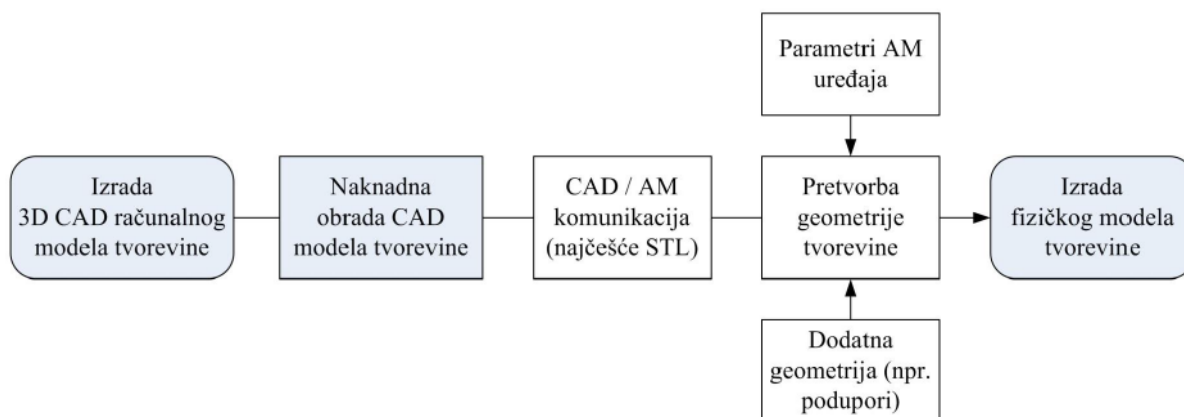 Parametri AM
uređaja
Izrada
3D CAD računalnog
modela tvorevine
Naknadna
obrada CAD
modela tvorevine
CAD / AM
komunikacija
(najčešće STL)
Pretvorba
geometrije
tvorevine
Izrada
fizičkog modela
tvorevine
Dodatna
geometrija (npr.
podupori)